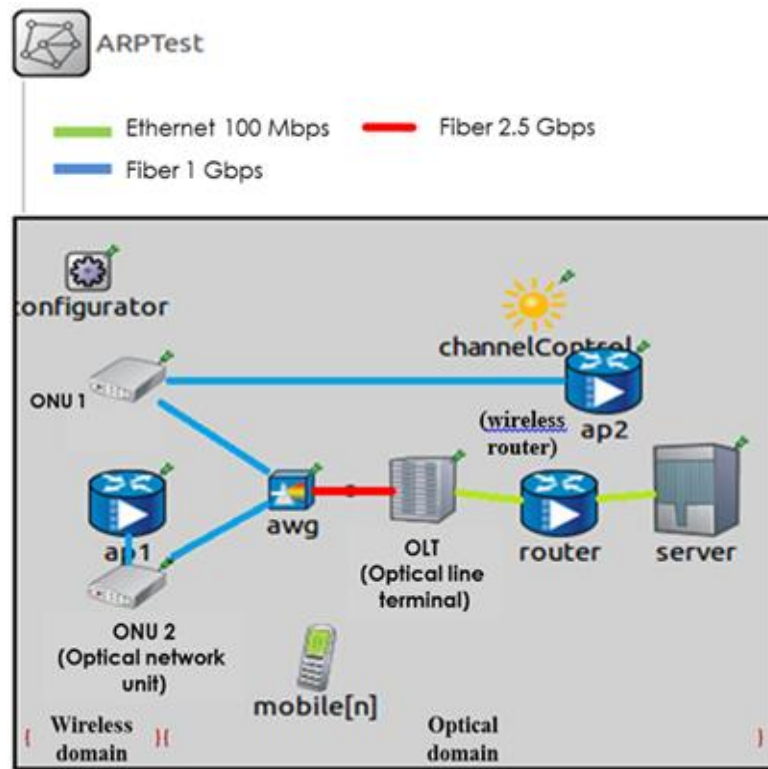 ARPTest
Ethernet 100 Mbps
Fiber 2.5 Gbps
Fiber 1 Gbps
onfigurator
channelControl
ONU 1
(wireless
router)
ap2
ap1
awg
OLT
(Optical line
terminal)
router
server
ONU 2
(Optical network
unit)
mobile[n]
{ Wireless
domain }{ Optical
domain }